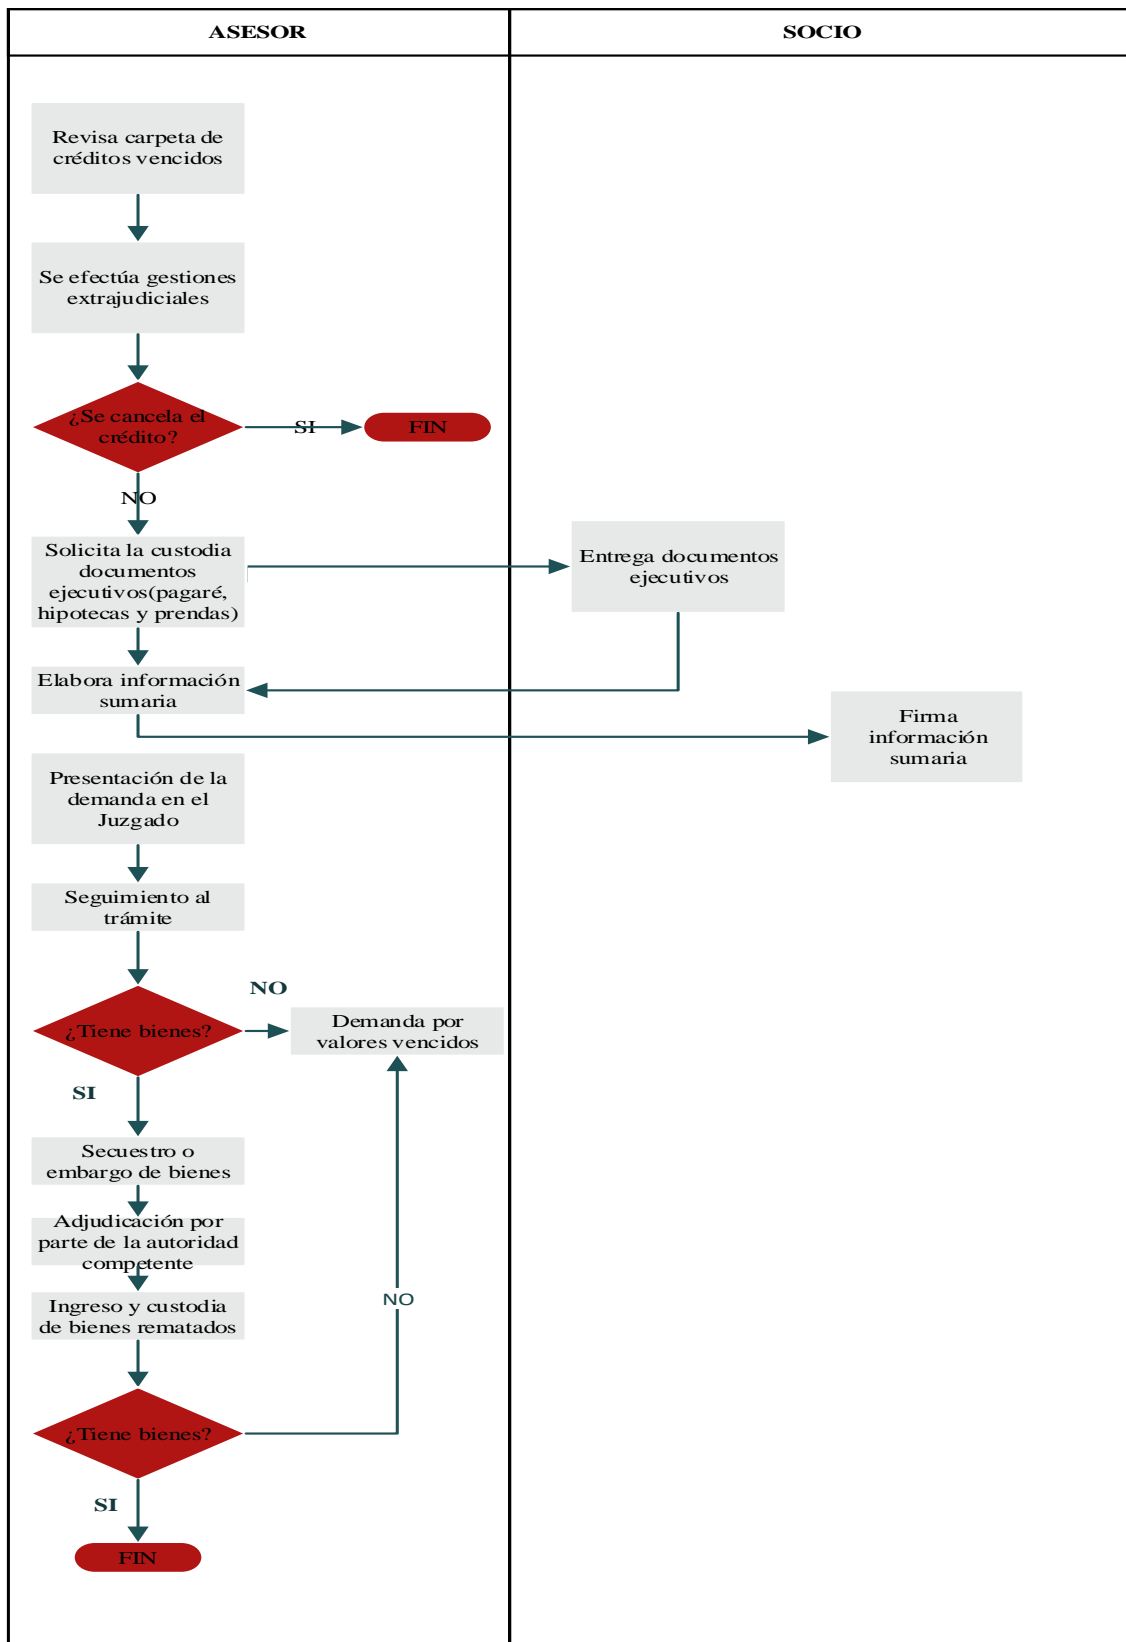 ASESOR
SOCIO
Revisa carpeta de
créditos vencidos
Se efectúa gestiones
extrajudiciales
¿Se cancela el
crédito?
SI
FIN
NO
Solicita la custodia
documentos
ejecutivos(pagaré,
hipotecas y prendas)
Entrega documentos
ejecutivos
Elabora información
sumaria
Firma
información
sumaria
Presentación de la
demanda en el
Juzgado
Seguimiento al
trámite
¿Tiene bienes?
NO
Demanda por
valores vencidos
SI
Secuestro o
embargo de bienes
Adjudicación por
parte de la autoridad
competente
Ingreso y custodia
de bienes rematados
NO
¿Tiene bienes?
SI
FIN